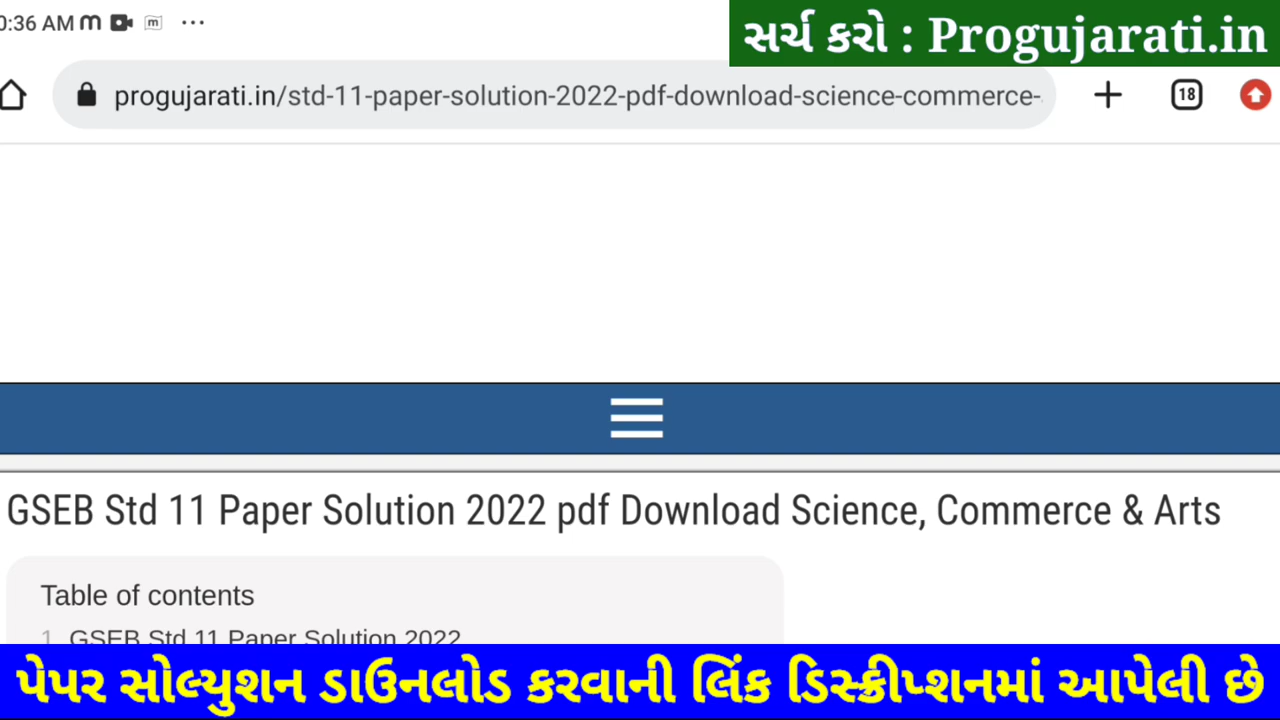 0:36 AM m m ...
સર્ચ કરો : Progujarati.in
progujarati.in/std-11-paper-solution-2022-pdf-download-science-commerce-
18
GSEB Std 11 Paper Solution 2022 pdf Download Science, Commerce & Arts
Table of contents
1 GSEB Std 11 Paper Solution 2022
પેપર સોલ્યુશન ડાઉનલોડ કરવાની લિંક ડિસ્ક્રીપ્શનમાં આપેલી છે